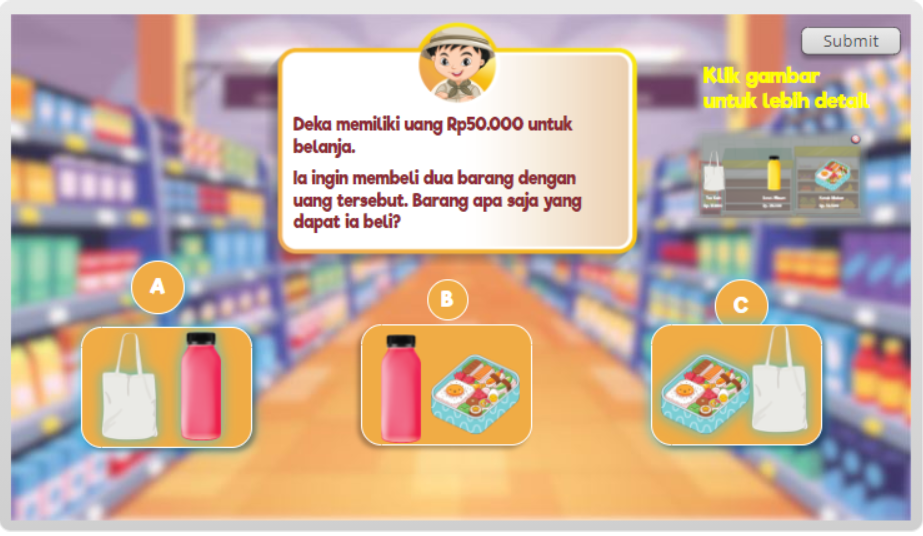 Submit
Klik gambar
untuk lebih detail
Deka memiliki uang Rp50.000 untuk
belanja.
Ia ingin membeli dua barang dengan
uang tersebut. Barang apa saja yang
dapat ia beli?
A
B
C